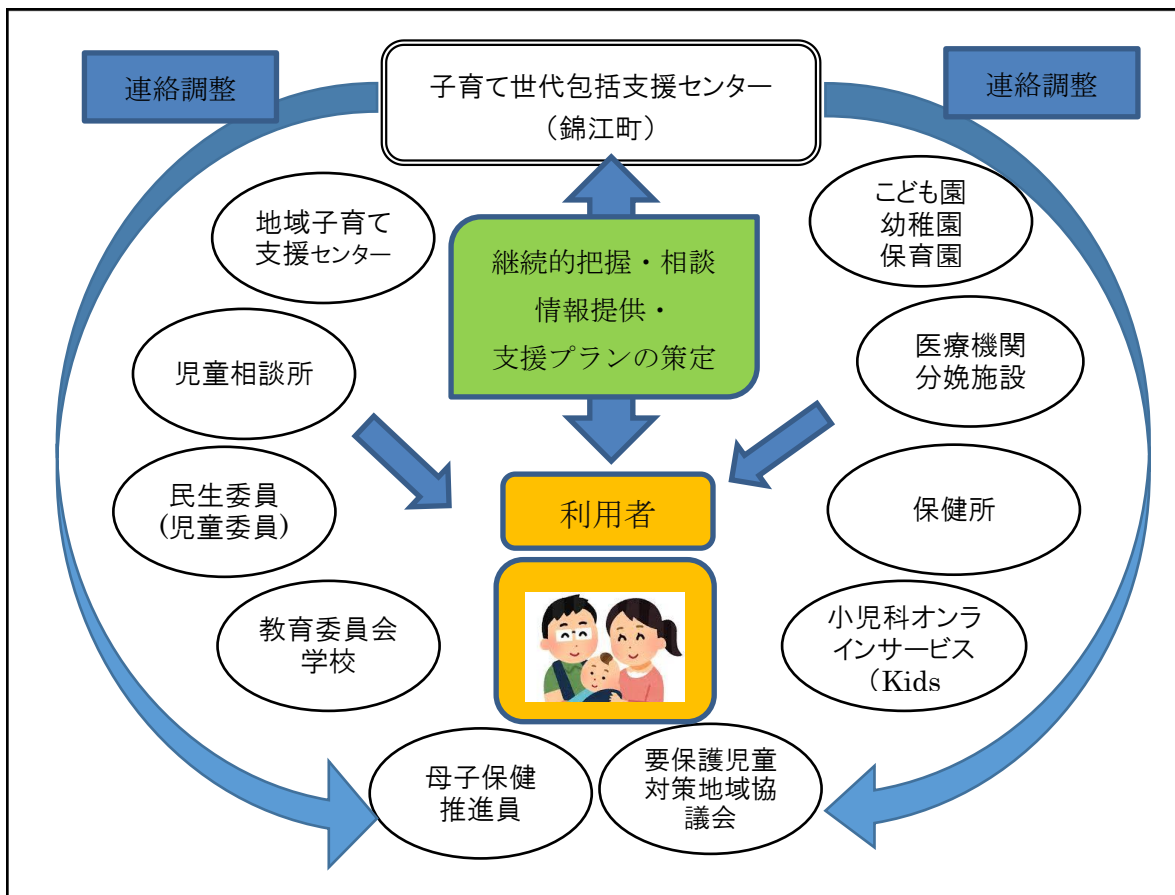 連絡調整
子育て世代包括支援センター
（錦江町）
連絡調整
地域子育て
支援センター
こども園
幼稚園
保育園
継続的把握・相談
情報提供・
支援プランの策定
児童相談所
医療機関
分娩施設
民生委員
(児童委員)
利用者
保健所
教育委員会
学校
小児科オンラ
インサービス
（Kids
母子保健
推進員
要保護児童
対策地域協
議会